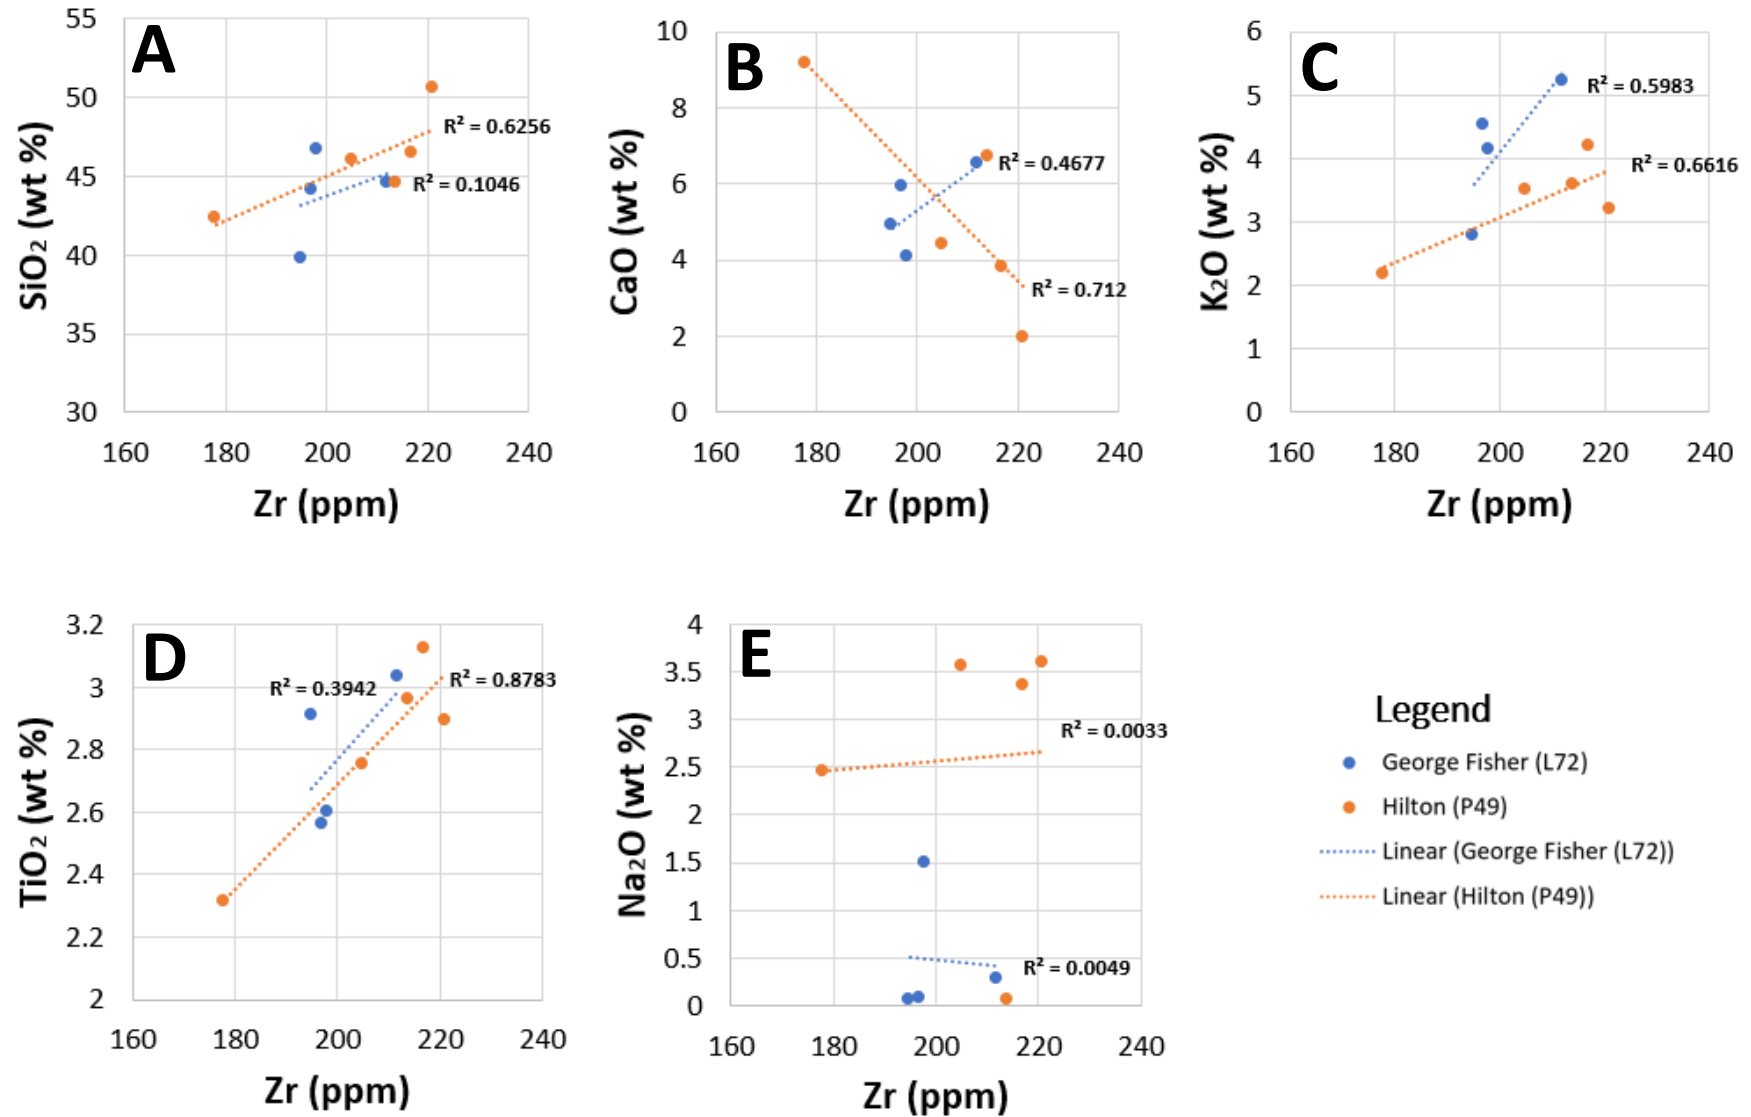 A
SiO₂ (wt %)
55
50
45
40
35
30
R² = 0.6256
R² = 0.1046
160 180 200 220 240
Zr (ppm)
B
CaO (wt %)
10
8
6
4
2
0
R² = 0.4677
R² = 0.712
160 180 200 220 240
Zr (ppm)
C
K₂O (wt %)
6
5
4
3
2
1
0
R² = 0.5983
R² = 0.6616
160 180 200 220 240
Zr (ppm)
D
TiO₂ (wt %)
3.2
3
2.8
2.6
2.4
2.2
2
R² = 0.3942
R² = 0.8783
160 180 200 220 240
Zr (ppm)
E
Na₂O (wt %)
4
3.5
3
2.5
2
1.5
1
0.5
0
R² = 0.0033
R² = 0.0049
160 180 200 220 240
Zr (ppm)
Legend
George Fisher (L72)
Hilton (P49)
Linear (George Fisher (L72))
Linear (Hilton (P49))